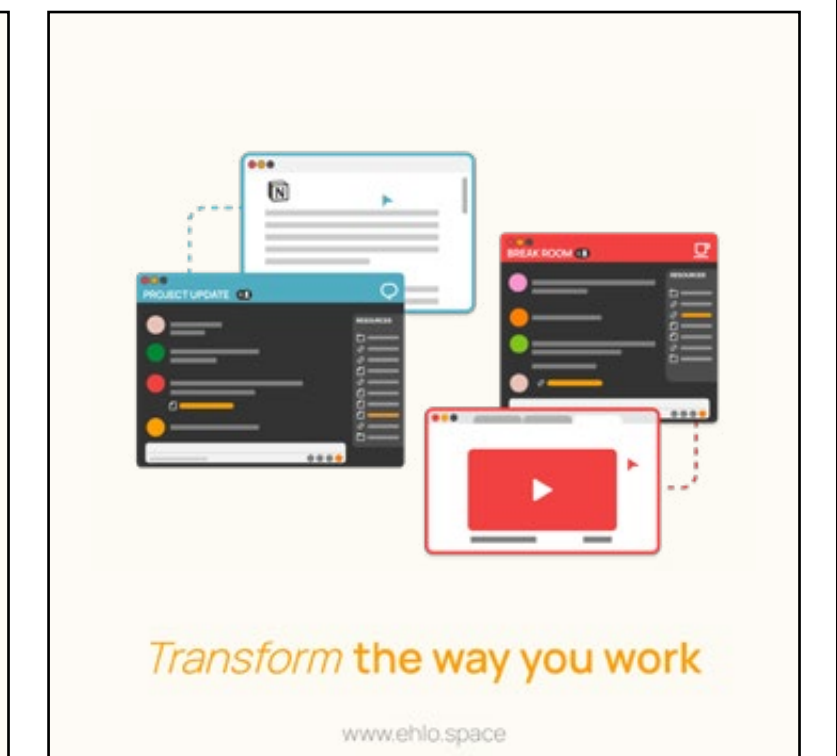 N
PROJECT UPDATE
RESOURCES
BREAK ROOM
RESOURCES
Transform the way you work
www.ehlo.space